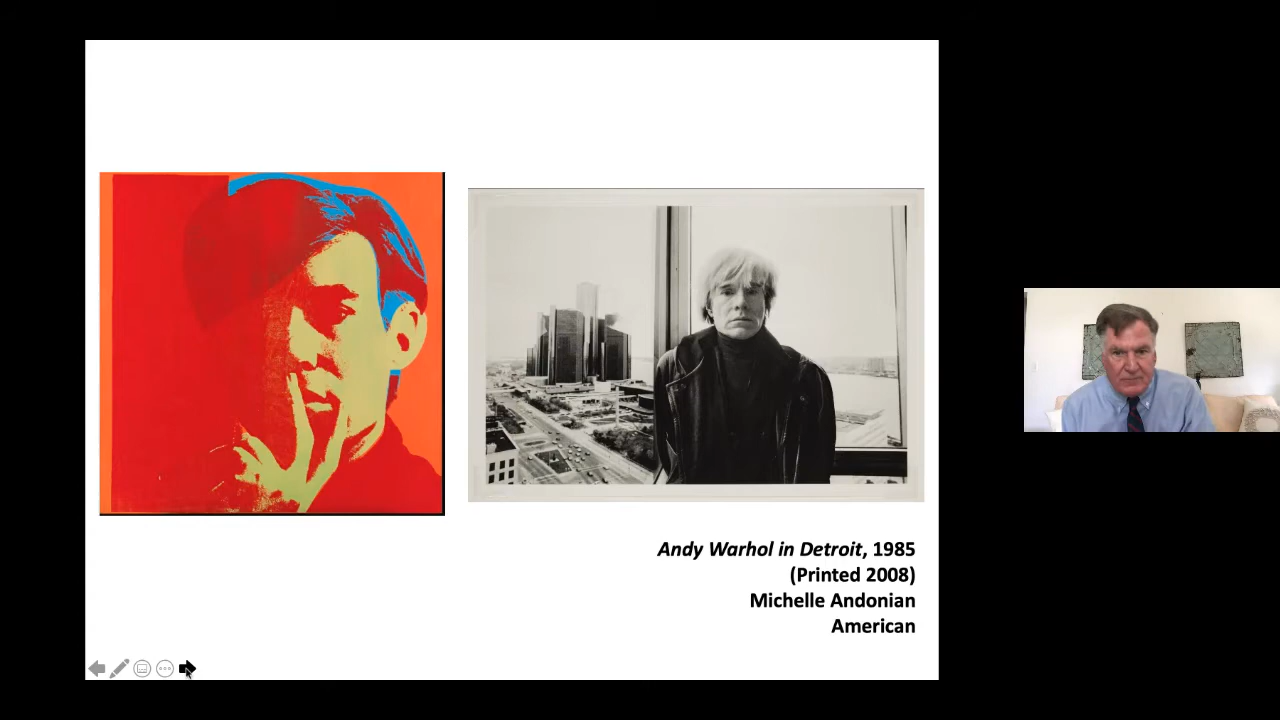 Andy Warhol in Detroit, 1985
(Printed 2008)
Michelle Andonian
American